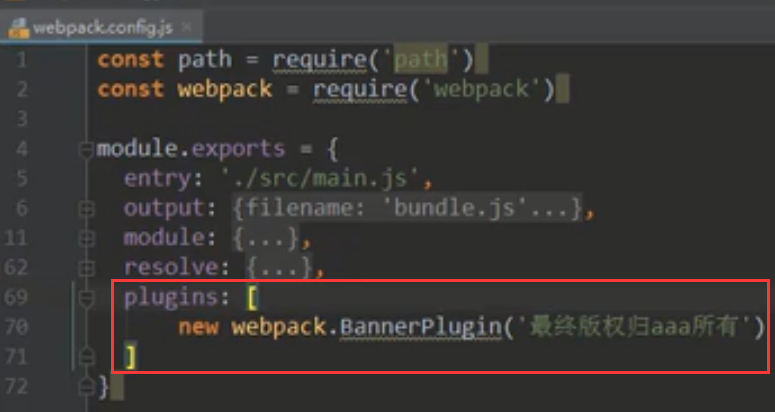 webpack.config.js
1 const path = require('path')
2 const webpack = require('webpack')
3
4 module.exports = {
5 entry: './src/main.js',
6 output: {filename: 'bundle.js'...},
11 module: {...},
62 resolve: {...},
69 plugins: [
70 new webpack.BannerPlugin('最终版权归aaa所有')
71 ]
72 }